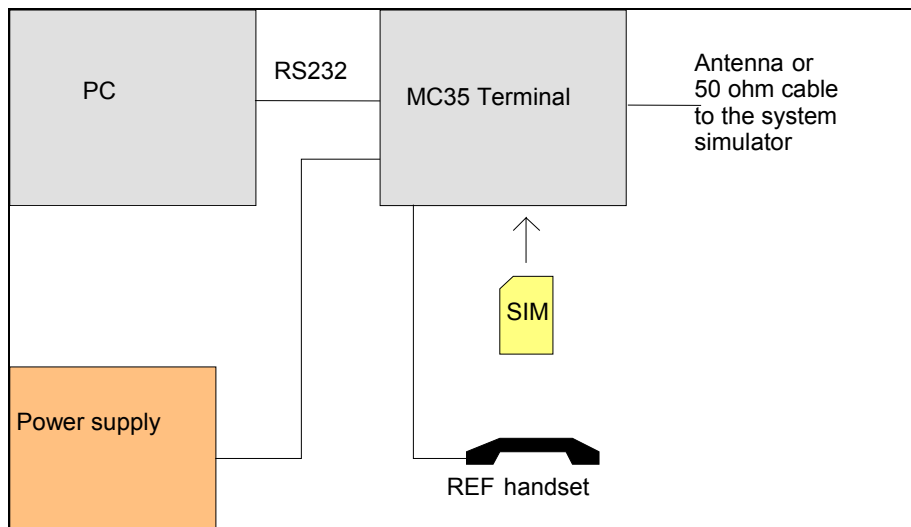 PC
RS232
MC35 Terminal
Antenna or
50 ohm cable
to the system
simulator
SIM
Power supply
REF handset